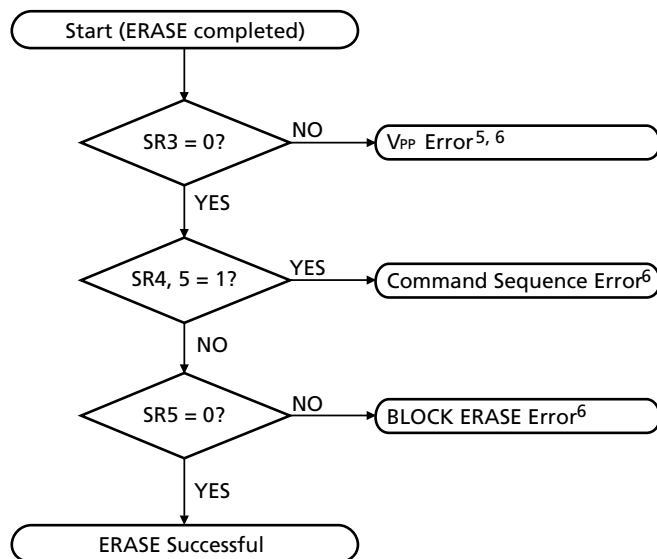 Start (ERASE completed)
SR3 = 0?
NO
VPP Error5, 6
YES
SR4, 5 = 1?
YES
Command Sequence Error6
NO
SR5 = 0?
NO
BLOCK ERASE Error6
YES
ERASE Successful